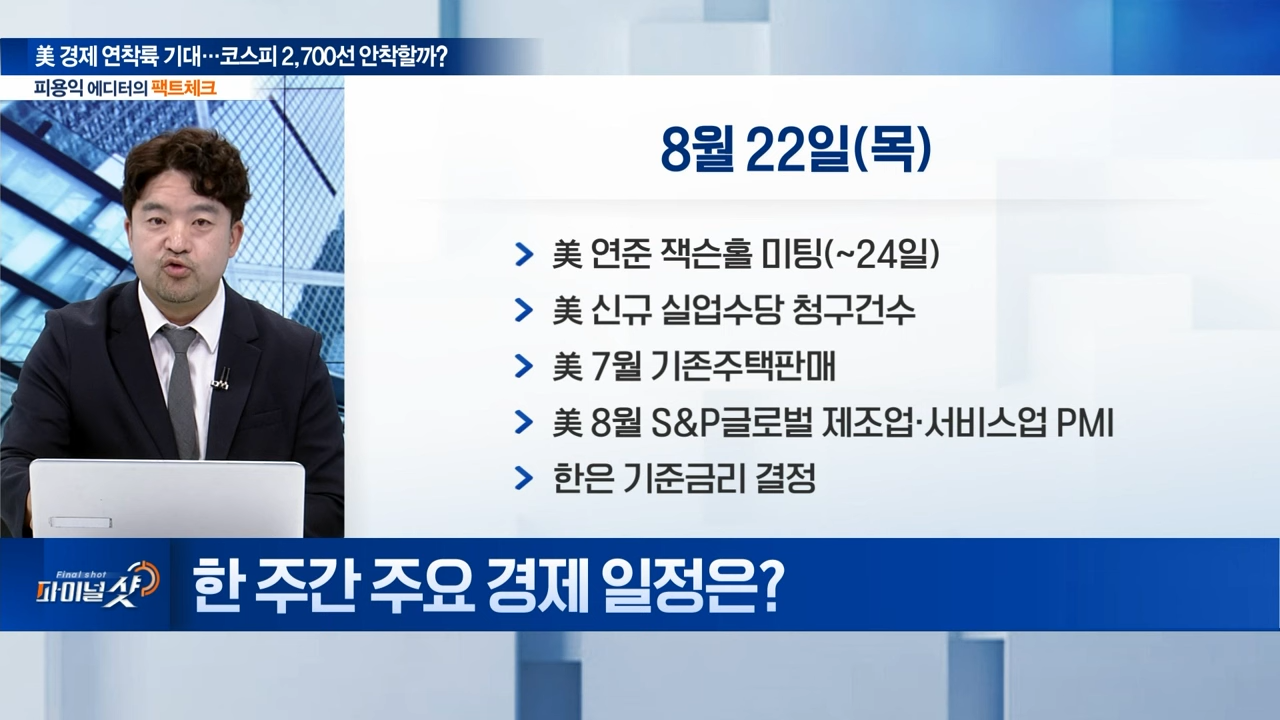 美 경제 연착륙 기대…코스피 2,700선 안착할까?
피용익 에디터의 팩트체크
8월 22일(목)
美 연준 잭슨홀 미팅(~24일)
美 신규 실업수당 청구건수
美 7월 기존주택판매
美 8월 S&P글로벌 제조업·서비스업 PMI
한은 기준금리 결정
Final shot
파이널샷
한 주간 주요 경제 일정은?